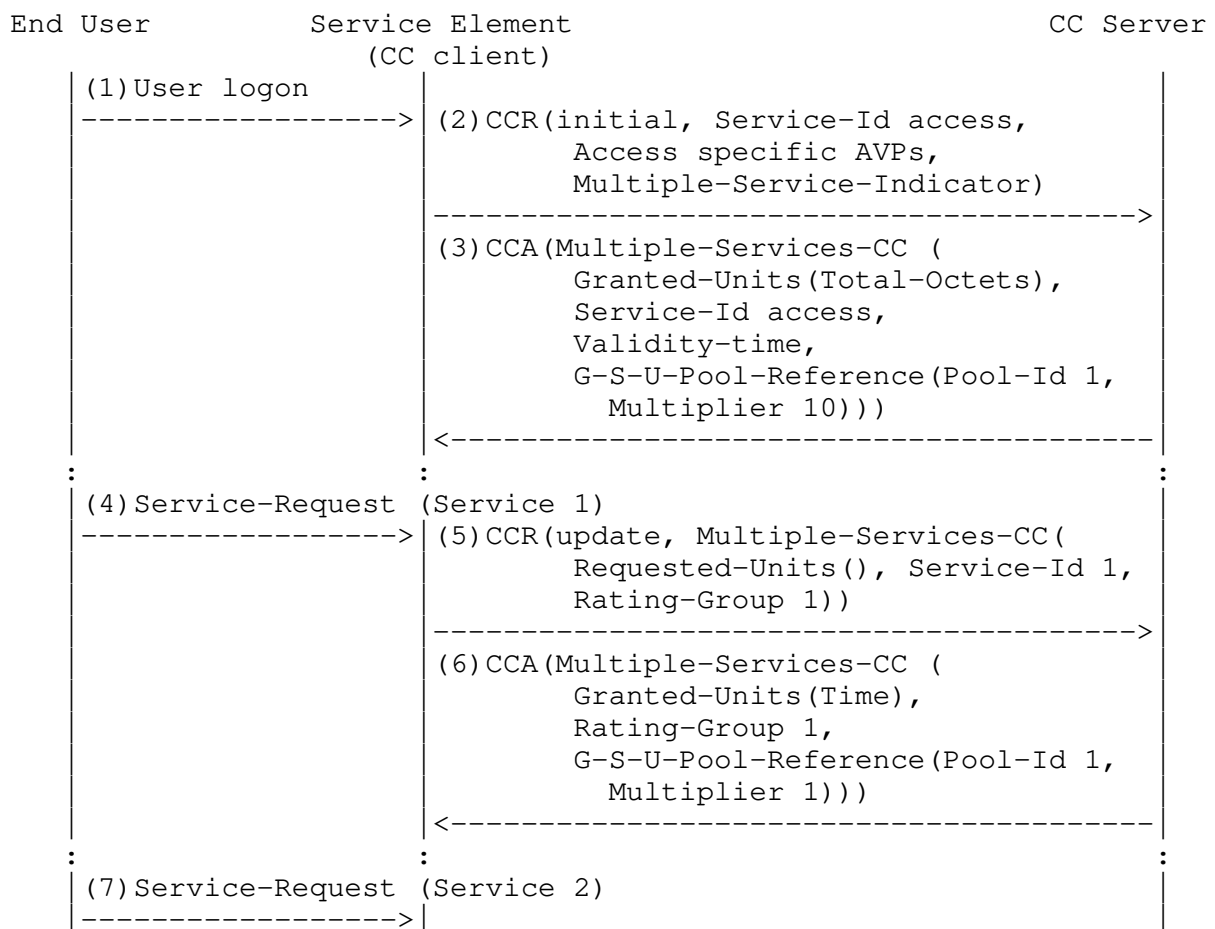 End User            Service Element                           CC Server
(CC client)
(1)User logon
(2)CCR(initial, Service-Id access,
Access specific AVPs,
Multiple-Service-Indicator)
(3)CCA(Multiple-Services-CC (
Granted-Units(Total-Octets),
Service-Id access,
Validity-time,
G-S-U-Pool-Reference(Pool-Id 1,
Multiplier 10)))
(4)Service-Request (Service 1)
(5)CCR(update, Multiple-Services-CC(
Requested-Units(), Service-Id 1,
Rating-Group 1))
(6)CCA(Multiple-Services-CC (
Granted-Units(Time),
Rating-Group 1,
G-S-U-Pool-Reference(Pool-Id 1,
Multiplier 1)))
(7)Service-Request (Service 2)